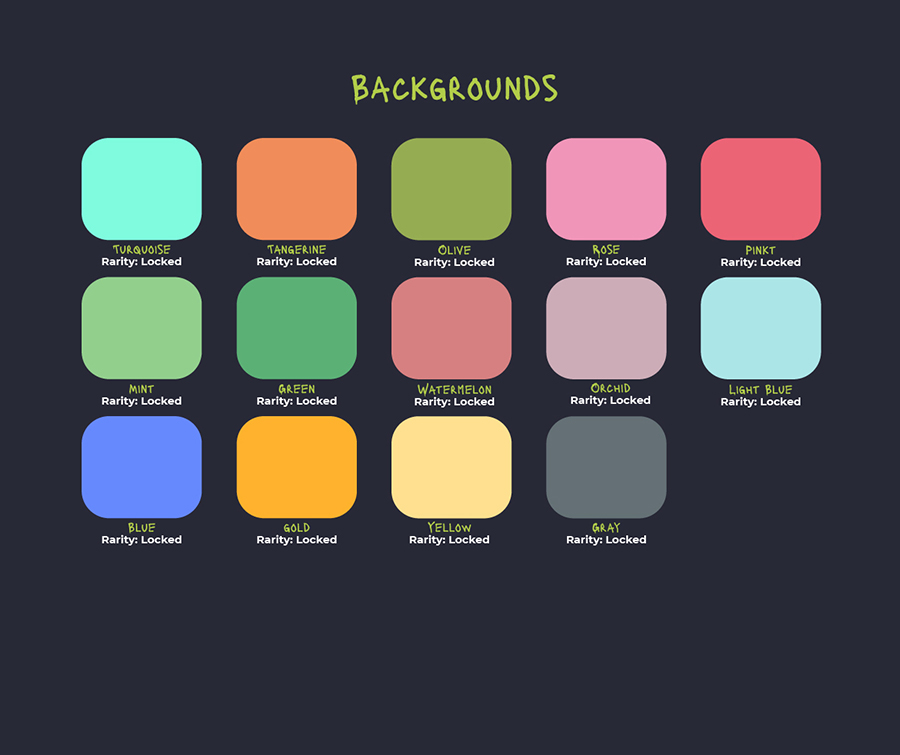 BACKGROUNDS
TURQUOISE TANGERINE OLIVE ROSE PINKT
Rarity: Locked Rarity: Locked Rarity: Locked Rarity: Locked Rarity: Locked
MINT GREEN WATERMELON ORCHID LIGHT BLUE
Rarity: Locked Rarity: Locked Rarity: Locked Rarity: Locked Rarity: Locked
BLUE GOLD YELLOW GRAY
Rarity: Locked Rarity: Locked Rarity: Locked Rarity: Locked